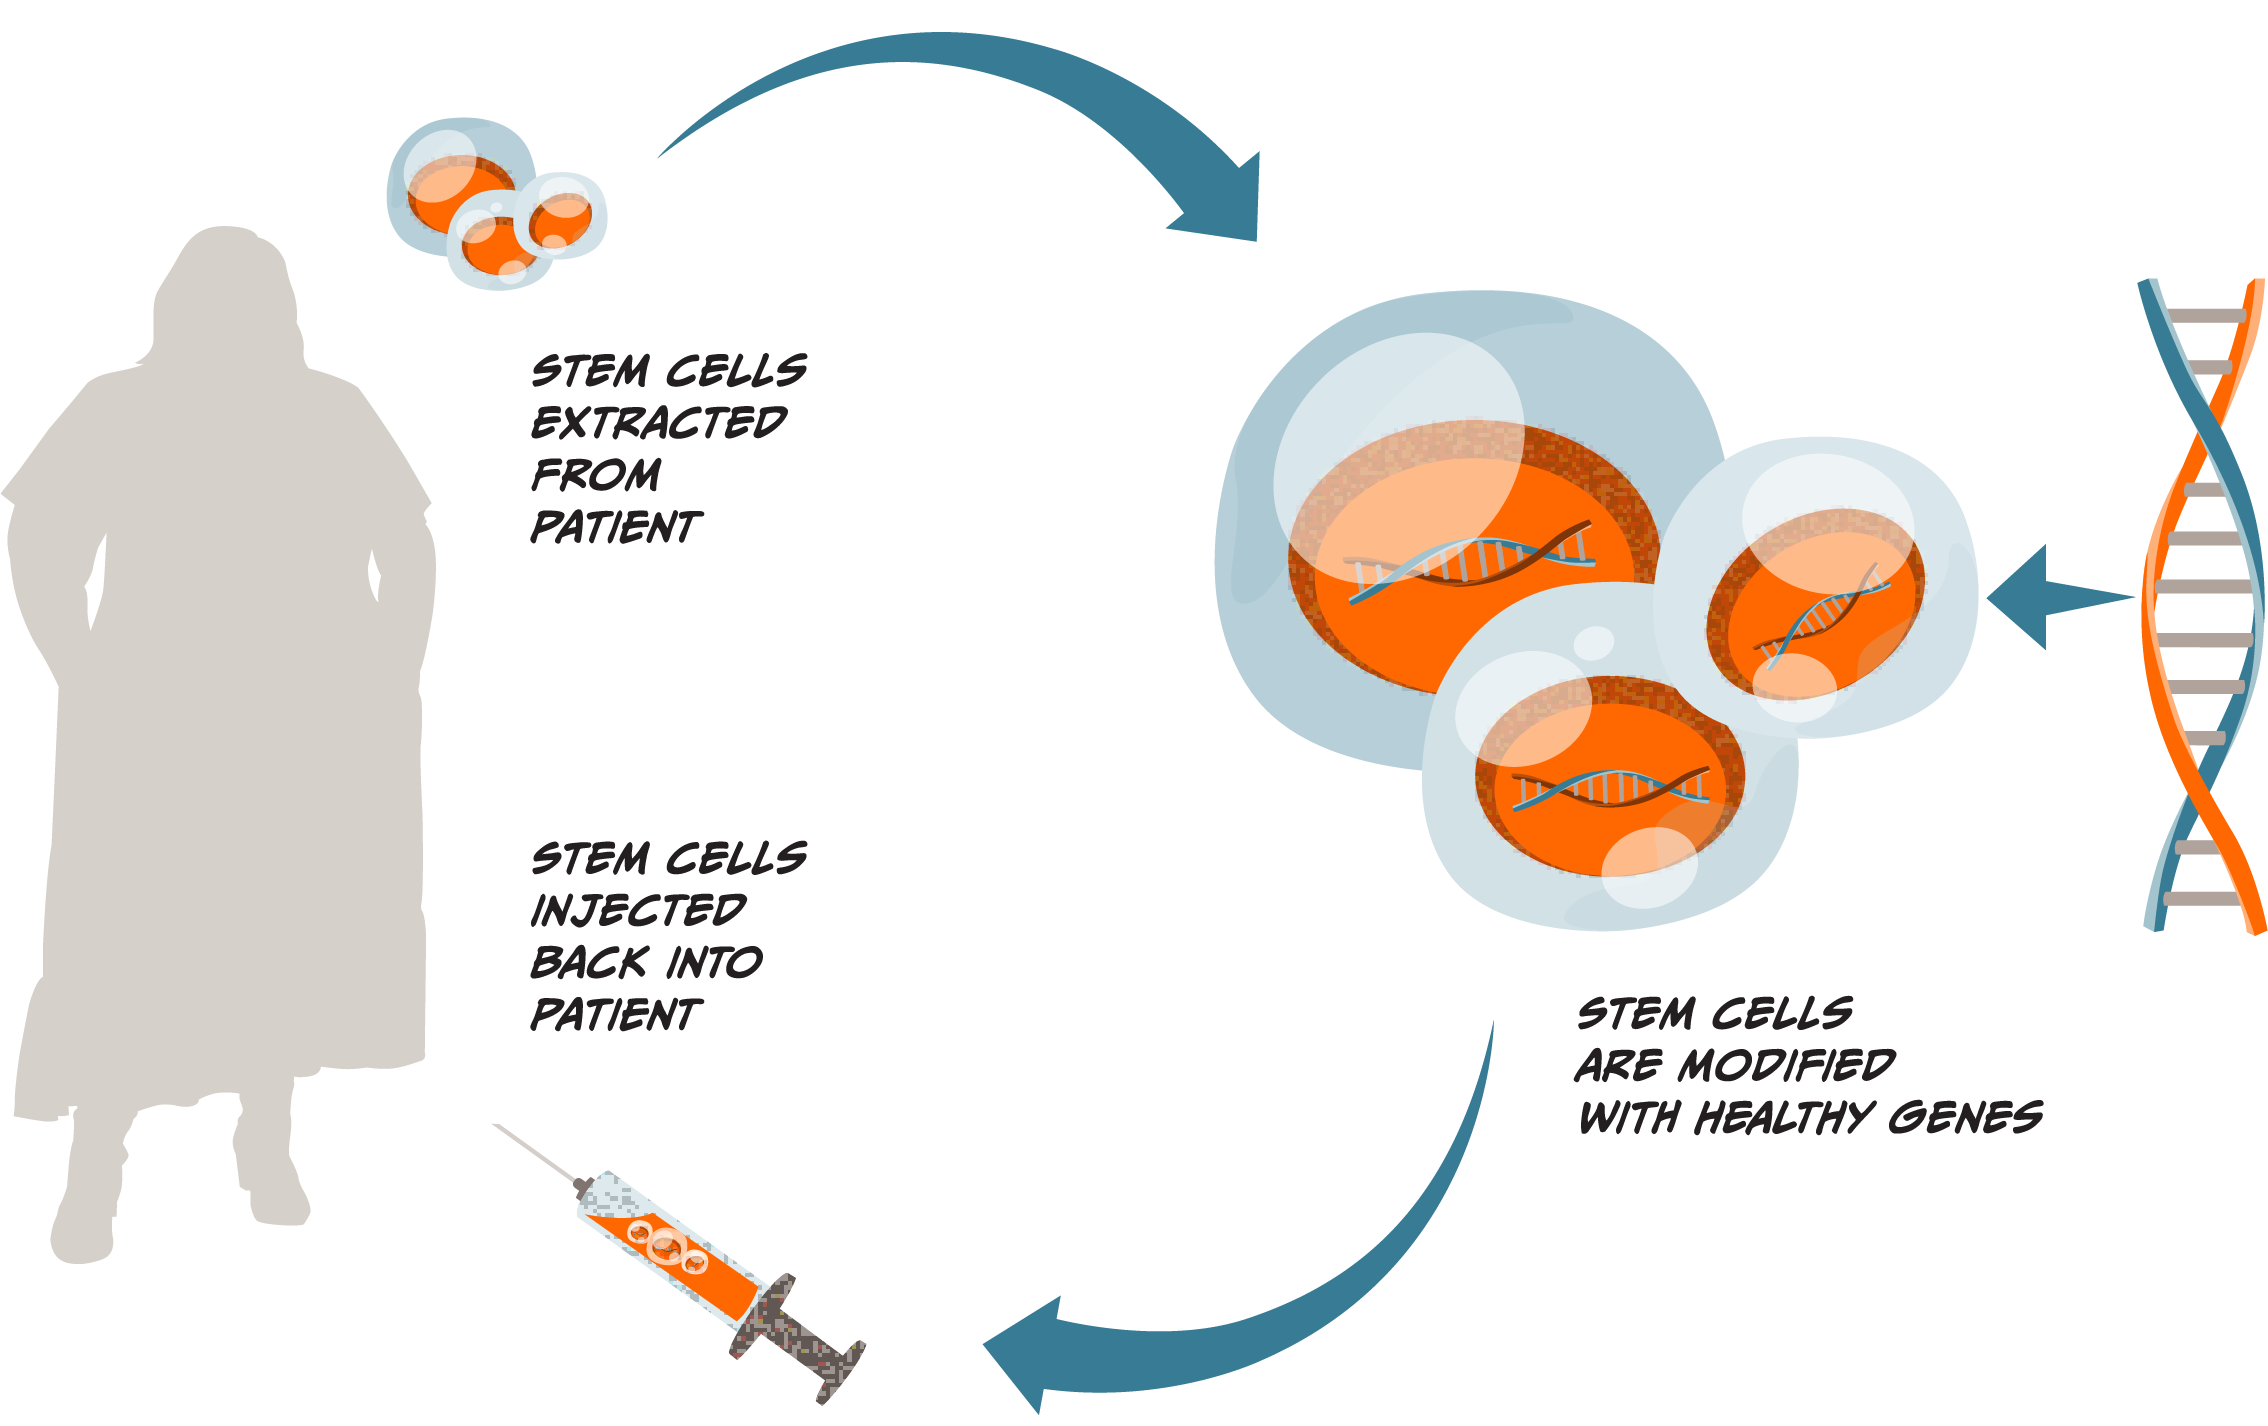 STEM CELLS
EXTRACTED
FROM
PATIENT
STEM CELLS
ARE MODIFIED
WITH HEALTHY GENES
STEM CELLS
INJECTED
BACK INTO
PATIENT